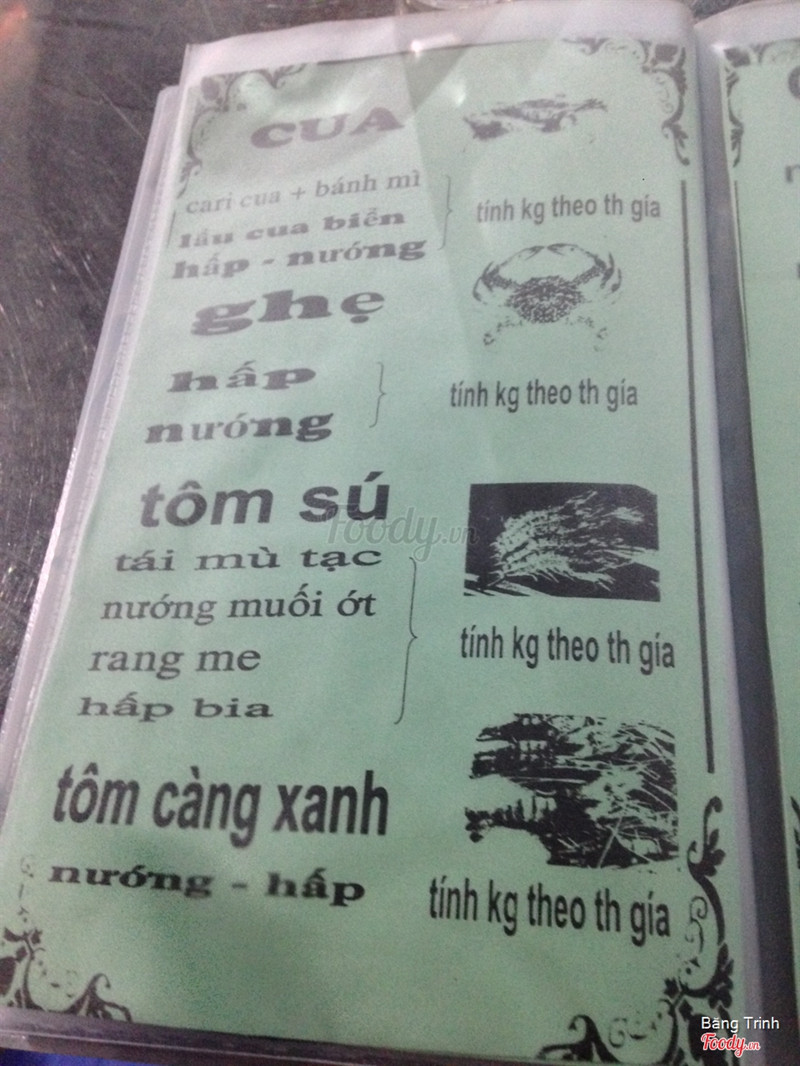 CUA
cari cua + bánh mì
lẩu cua biển
hấp - nướng
tính kg theo th gía
ghẹ
hấp
nướng
tính kg theo th gía
tôm sú
tái mù tạc
nướng muối ớt
rang me
hấp bia
tính kg theo th gía
tôm càng xanh
nướng - hấp
tính kg theo th gía
Foody.vn
Băng Trinh
Foody.vn